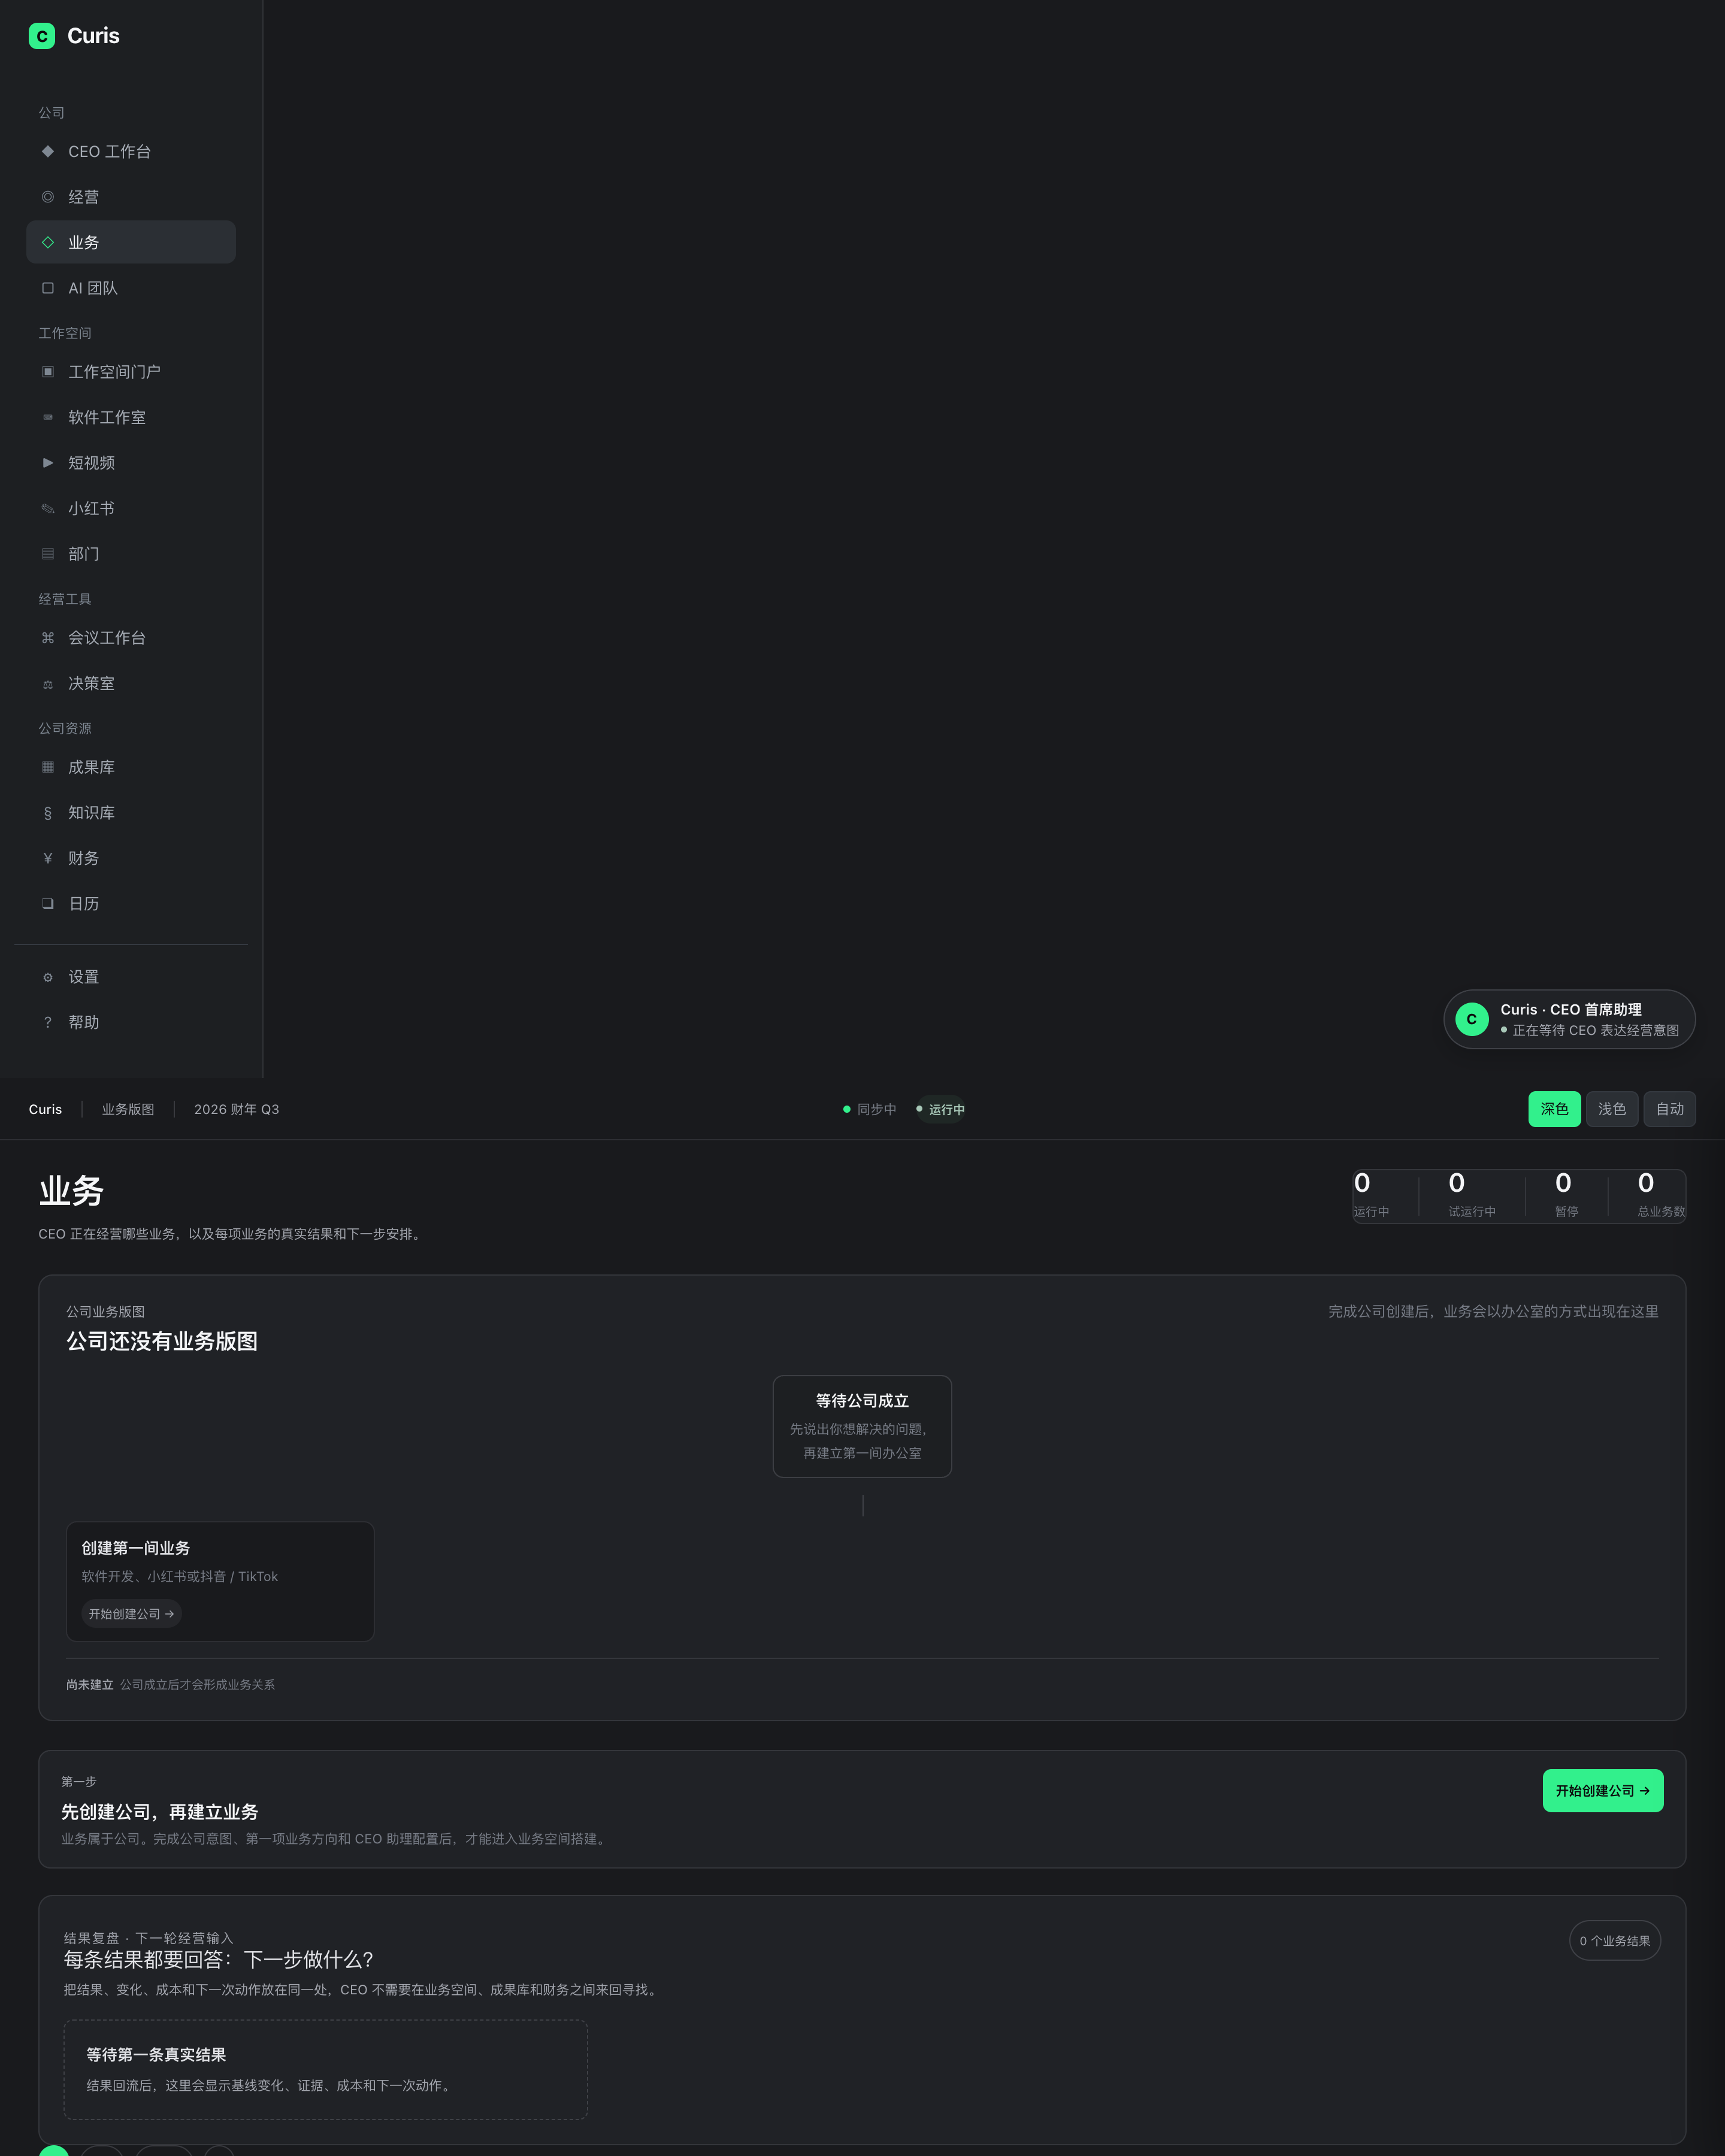 C Curis
公司
CEO 工作台
经营
业务
AI 团队
工作空间
工作空间门户
软件工作室
短视频
小红书
部门
经营工具
会议工作台
决策室
公司资源
成果库
§ 知识库
¥ 财务
日历
设置
? 帮助
C
Curis · CEO 首席助理
正在等待 CEO 表达经营意图
Curis
业务版图
2026 财年 Q3
同步中
运行中
深色
浅色
自动
业务
CEO 正在经营哪些业务，以及每项业务的真实结果和下一步安排。
0
运行中
0
试运行中
0
暂停
0
总业务数
公司业务版图
公司还没有业务版图
完成公司创建后，业务会以办公室的方式出现在这里
等待公司成立
先说出你想解决的问题，
再建立第一间办公室
创建第一间业务
软件开发、小红书或抖音 / TikTok
开始创建公司 →
尚未建立 公司成立后才会形成业务关系
第一步
先创建公司，再建立业务
业务属于公司。完成公司意图、第一项业务方向和 CEO 助理配置后，才能进入业务空间搭建。
开始创建公司 →
结果复盘 · 下一轮经营输入
每条结果都要回答：下一步做什么？
把结果、变化、成本和下一次动作放在同一处，CEO 不需要在业务空间、成果库和财务之间来回寻找。
0 个业务结果
等待第一条真实结果
结果回流后，这里会显示基线变化、证据、成本和下一次动作。